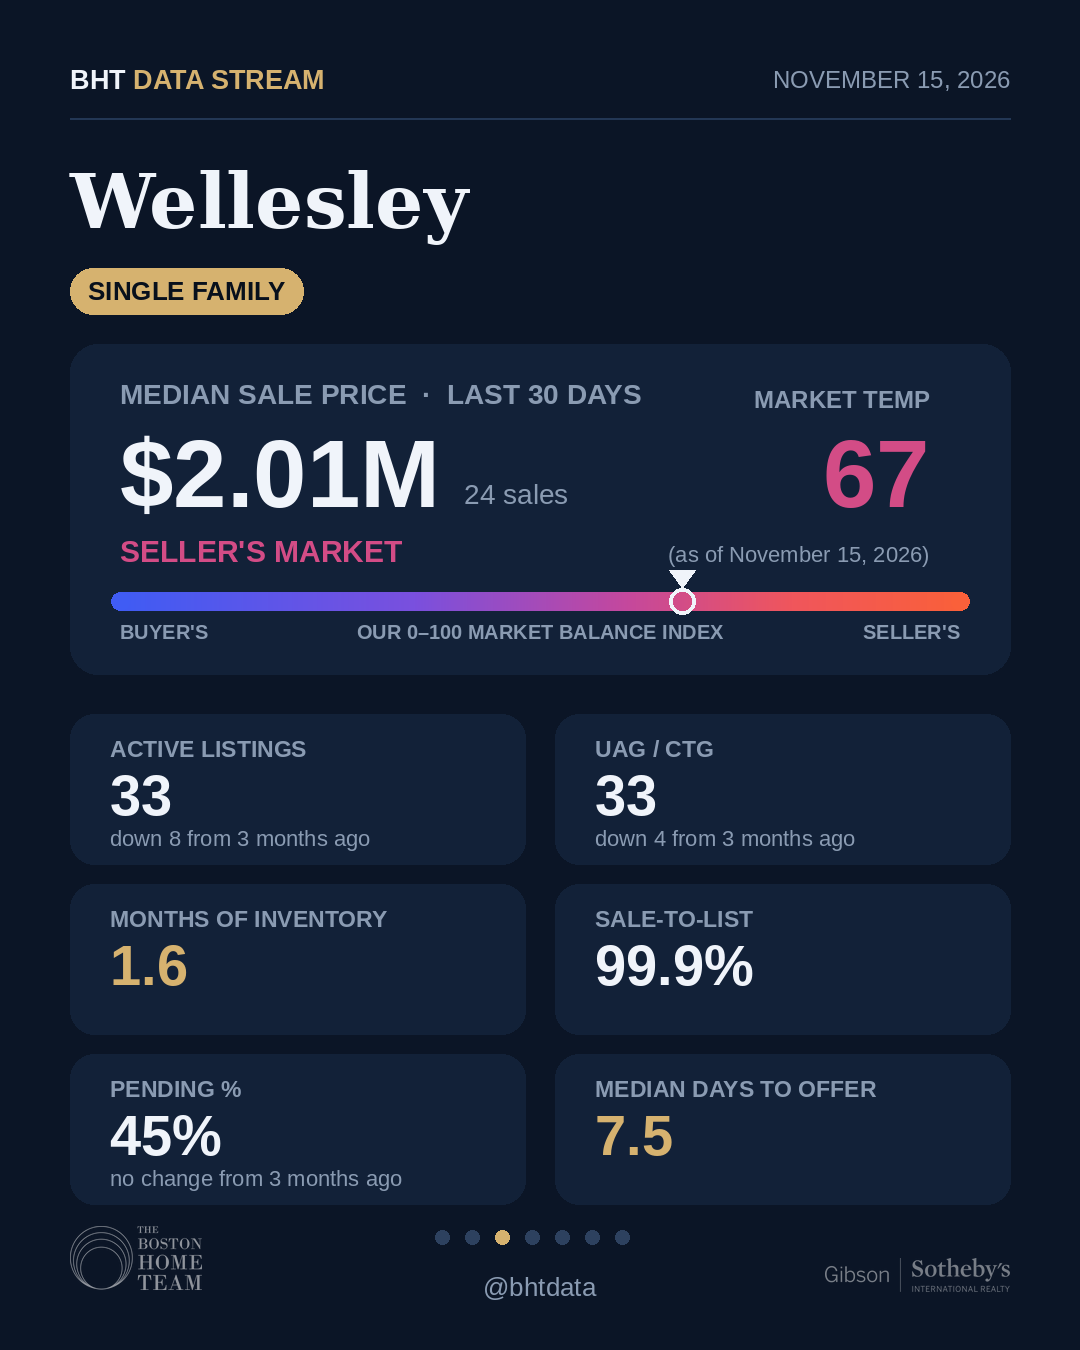 BHT DATA STREAM
NOVEMBER 15, 2026
Wellesley
SINGLE FAMILY
MEDIAN SALE PRICE · LAST 30 DAYS
MARKET TEMP
$2.01M 24 sales
67
SELLER'S MARKET
(as of November 15, 2026)
BUYER'S
OUR 0–100 MARKET BALANCE INDEX
SELLER'S
ACTIVE LISTINGS
33
down 8 from 3 months ago
UAG / CTG
33
down 4 from 3 months ago
MONTHS OF INVENTORY
1.6
SALE-TO-LIST
99.9%
PENDING %
45%
no change from 3 months ago
MEDIAN DAYS TO OFFER
7.5
THE
BOSTON
HOME
TEAM
@bhtdata
Gibson
Sotheby's
INTERNATIONAL REALTY